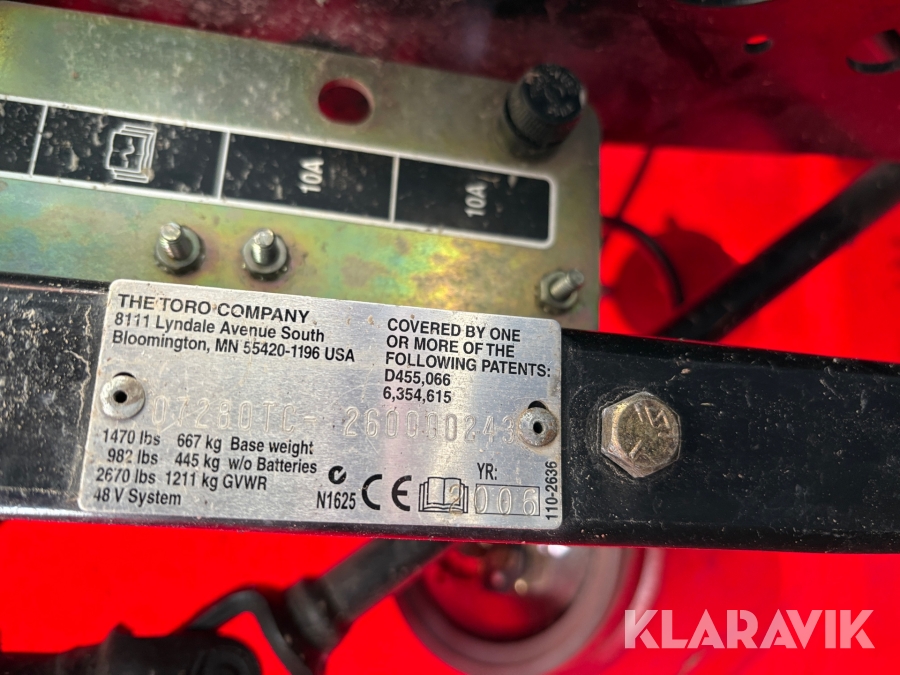 10A
10A
THE TORO COMPANY
8111 Lyndale Avenue South
Bloomington, MN 55420-1196 USA
COVERED BY ONE
OR MORE OF THE
FOLLOWING PATENTS:
D455,066
6,354,615
07280TC- 260000243
1470 lbs 667 kg Base weight
982 lbs 445 kg w/o Batteries
2670 lbs 1211 kg GVWR
48 V System
N1625
CE
YR:
2006
110-2636
KLARAVIK